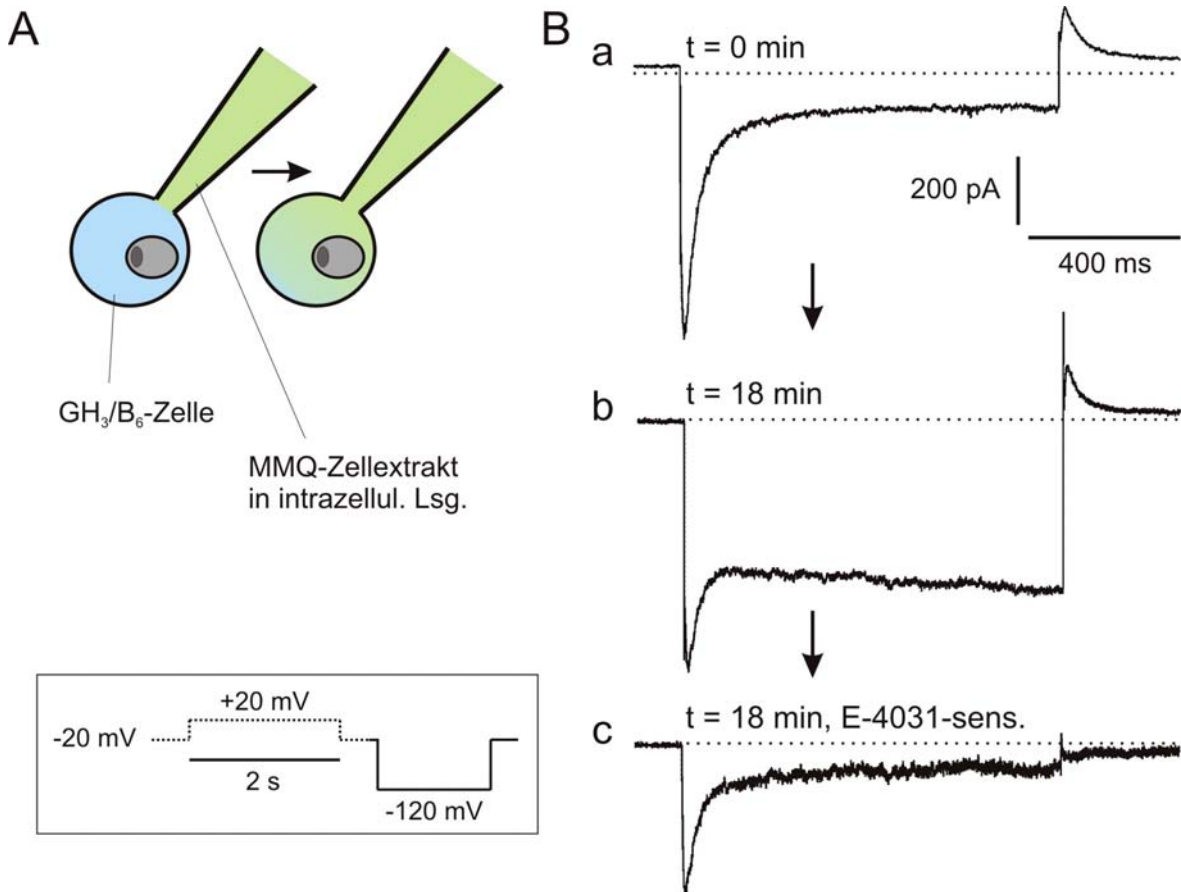 A
GH₃/B₆-Zelle
MMQ-Zellextrakt
in intrazellul. Lsg.
+20 mV
-20 mV
2 s
-120 mV
B
a
t = 0 min
200 pA
400 ms
b
t = 18 min
c
t = 18 min, E-4031-sens.